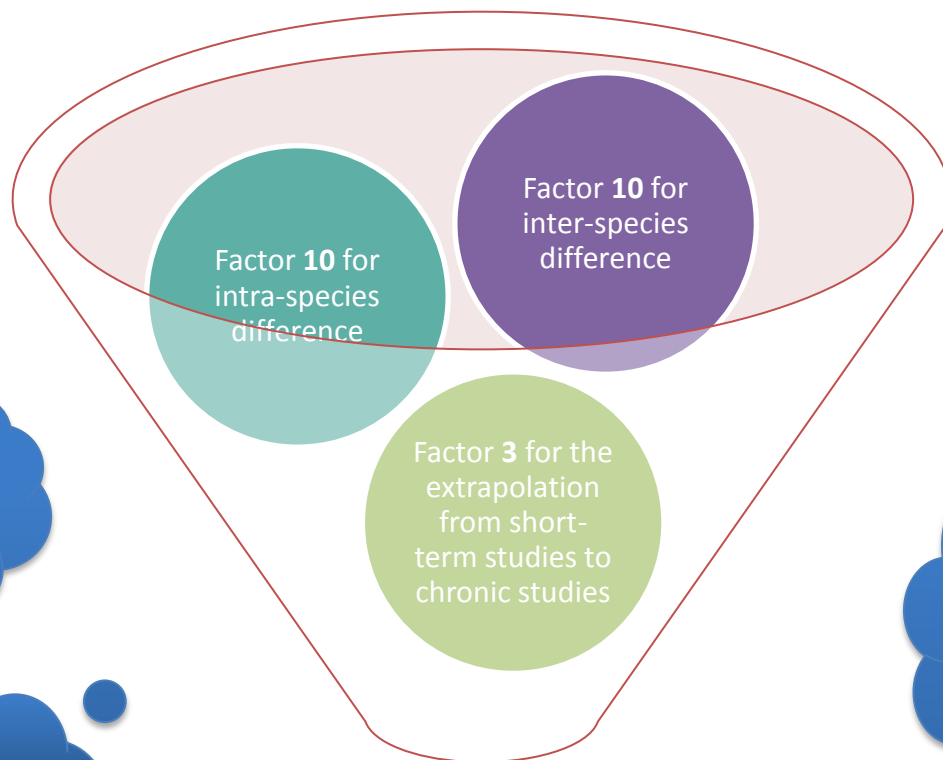 Factor 10 for
intra-species
difference
Factor 10 for
inter-species
difference
Factor 3 for the
extrapolation
from short-
term studies to
chronic studies